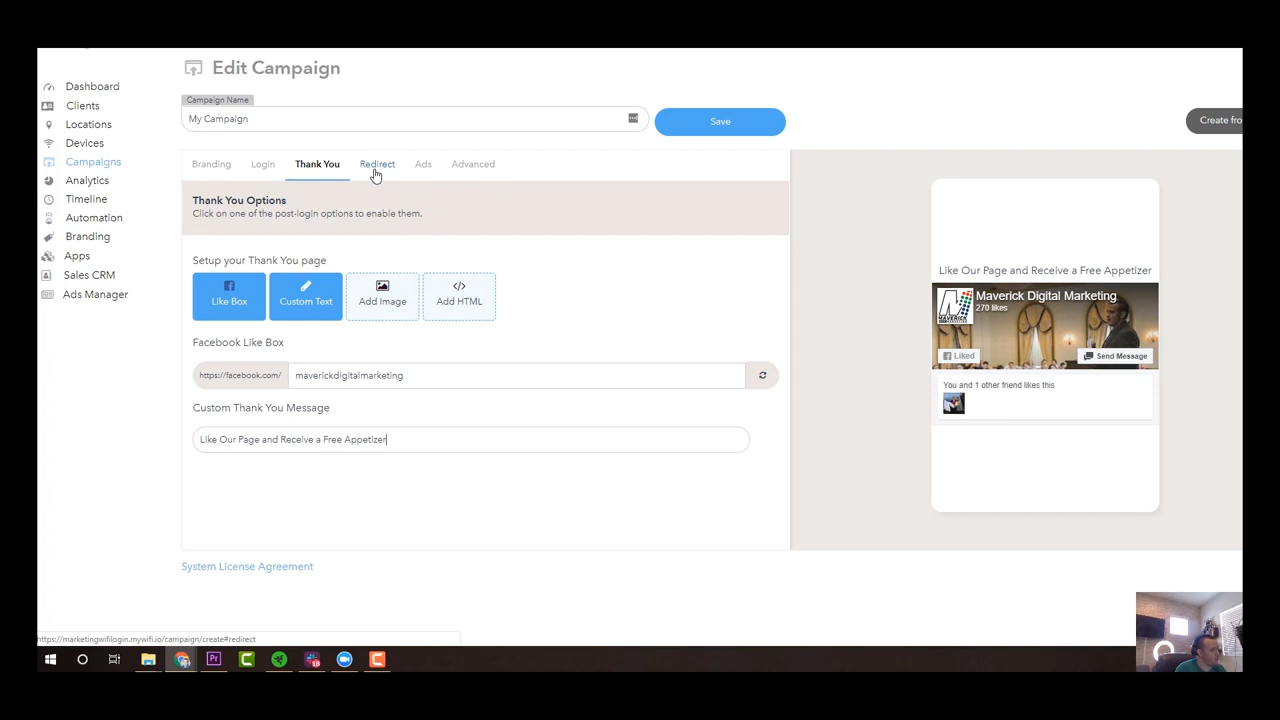 Edit Campaign
Campaign Name
My Campaign
Save
Create fro
Dashboard
Clients
Locations
Devices
Campaigns
Analytics
Timeline
Automation
Branding
Apps
Sales CRM
Ads Manager
Branding
Login
Thank You
Redirect
Ads
Advanced
Thank You Options
Click on one of the post-login options to enable them.
Setup your Thank You page
Like Box
Custom Text
Add Image
Add HTML
Facebook Like Box
https://facebook.com/
maverickdigitalmarketing
Custom Thank You Message
Like Our Page and Receive a Free Appetizer
System License Agreement
Like Our Page and Receive a Free Appetizer
Maverick Digital Marketing
270 likes
Liked
Send Message
You and 1 other friend likes this
https://marketingwifilogin.mywifi.io/campaign/create#redirect
18